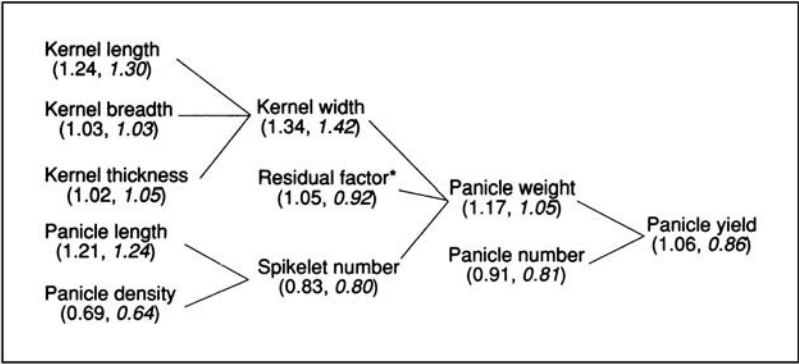 Kernel length
(1.24, 1.30)
Kernel breadth
(1.03, 1.03)
Kernel thickness
(1.02, 1.05)
Panicle length
(1.21, 1.24)
Panicle density
(0.69, 0.64)
Kernel width
(1.34, 1.42)
Residual factor*
(1.05, 0.92)
Spikelet number
(0.83, 0.80)
Panicle weight
(1.17, 1.05)
Panicle number
(0.91, 0.81)
Panicle yield
(1.06, 0.86)